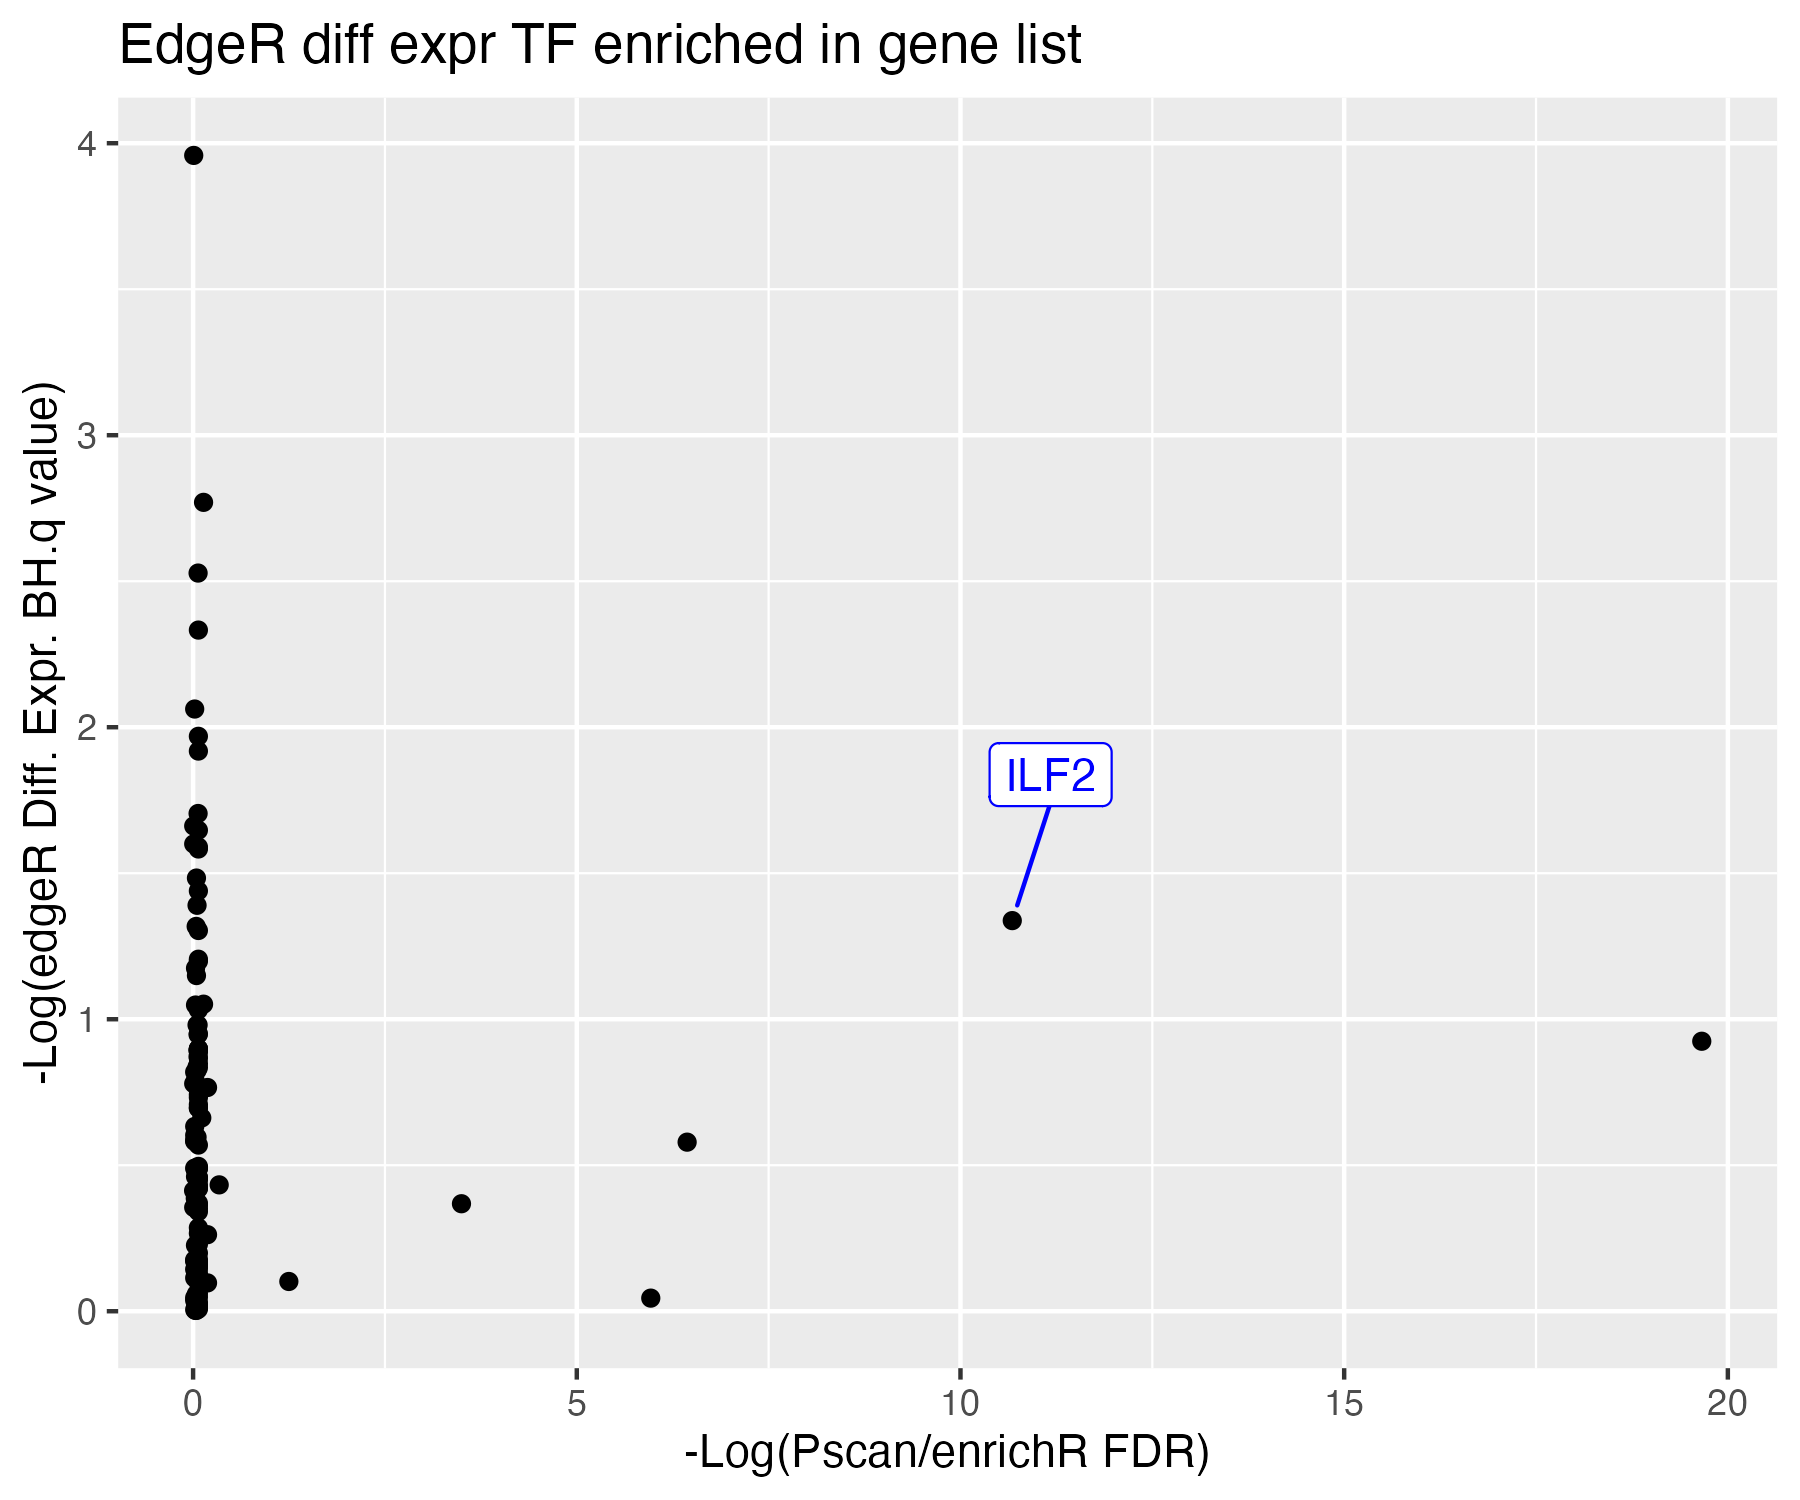 EdgeR diff expr TF enriched in gene list
-Log(edgeR Diff. Expr. BH.q value)
4
3
2
1
0
ILF2
0 5 10 15 20
-Log(Pscan/enrichR FDR)